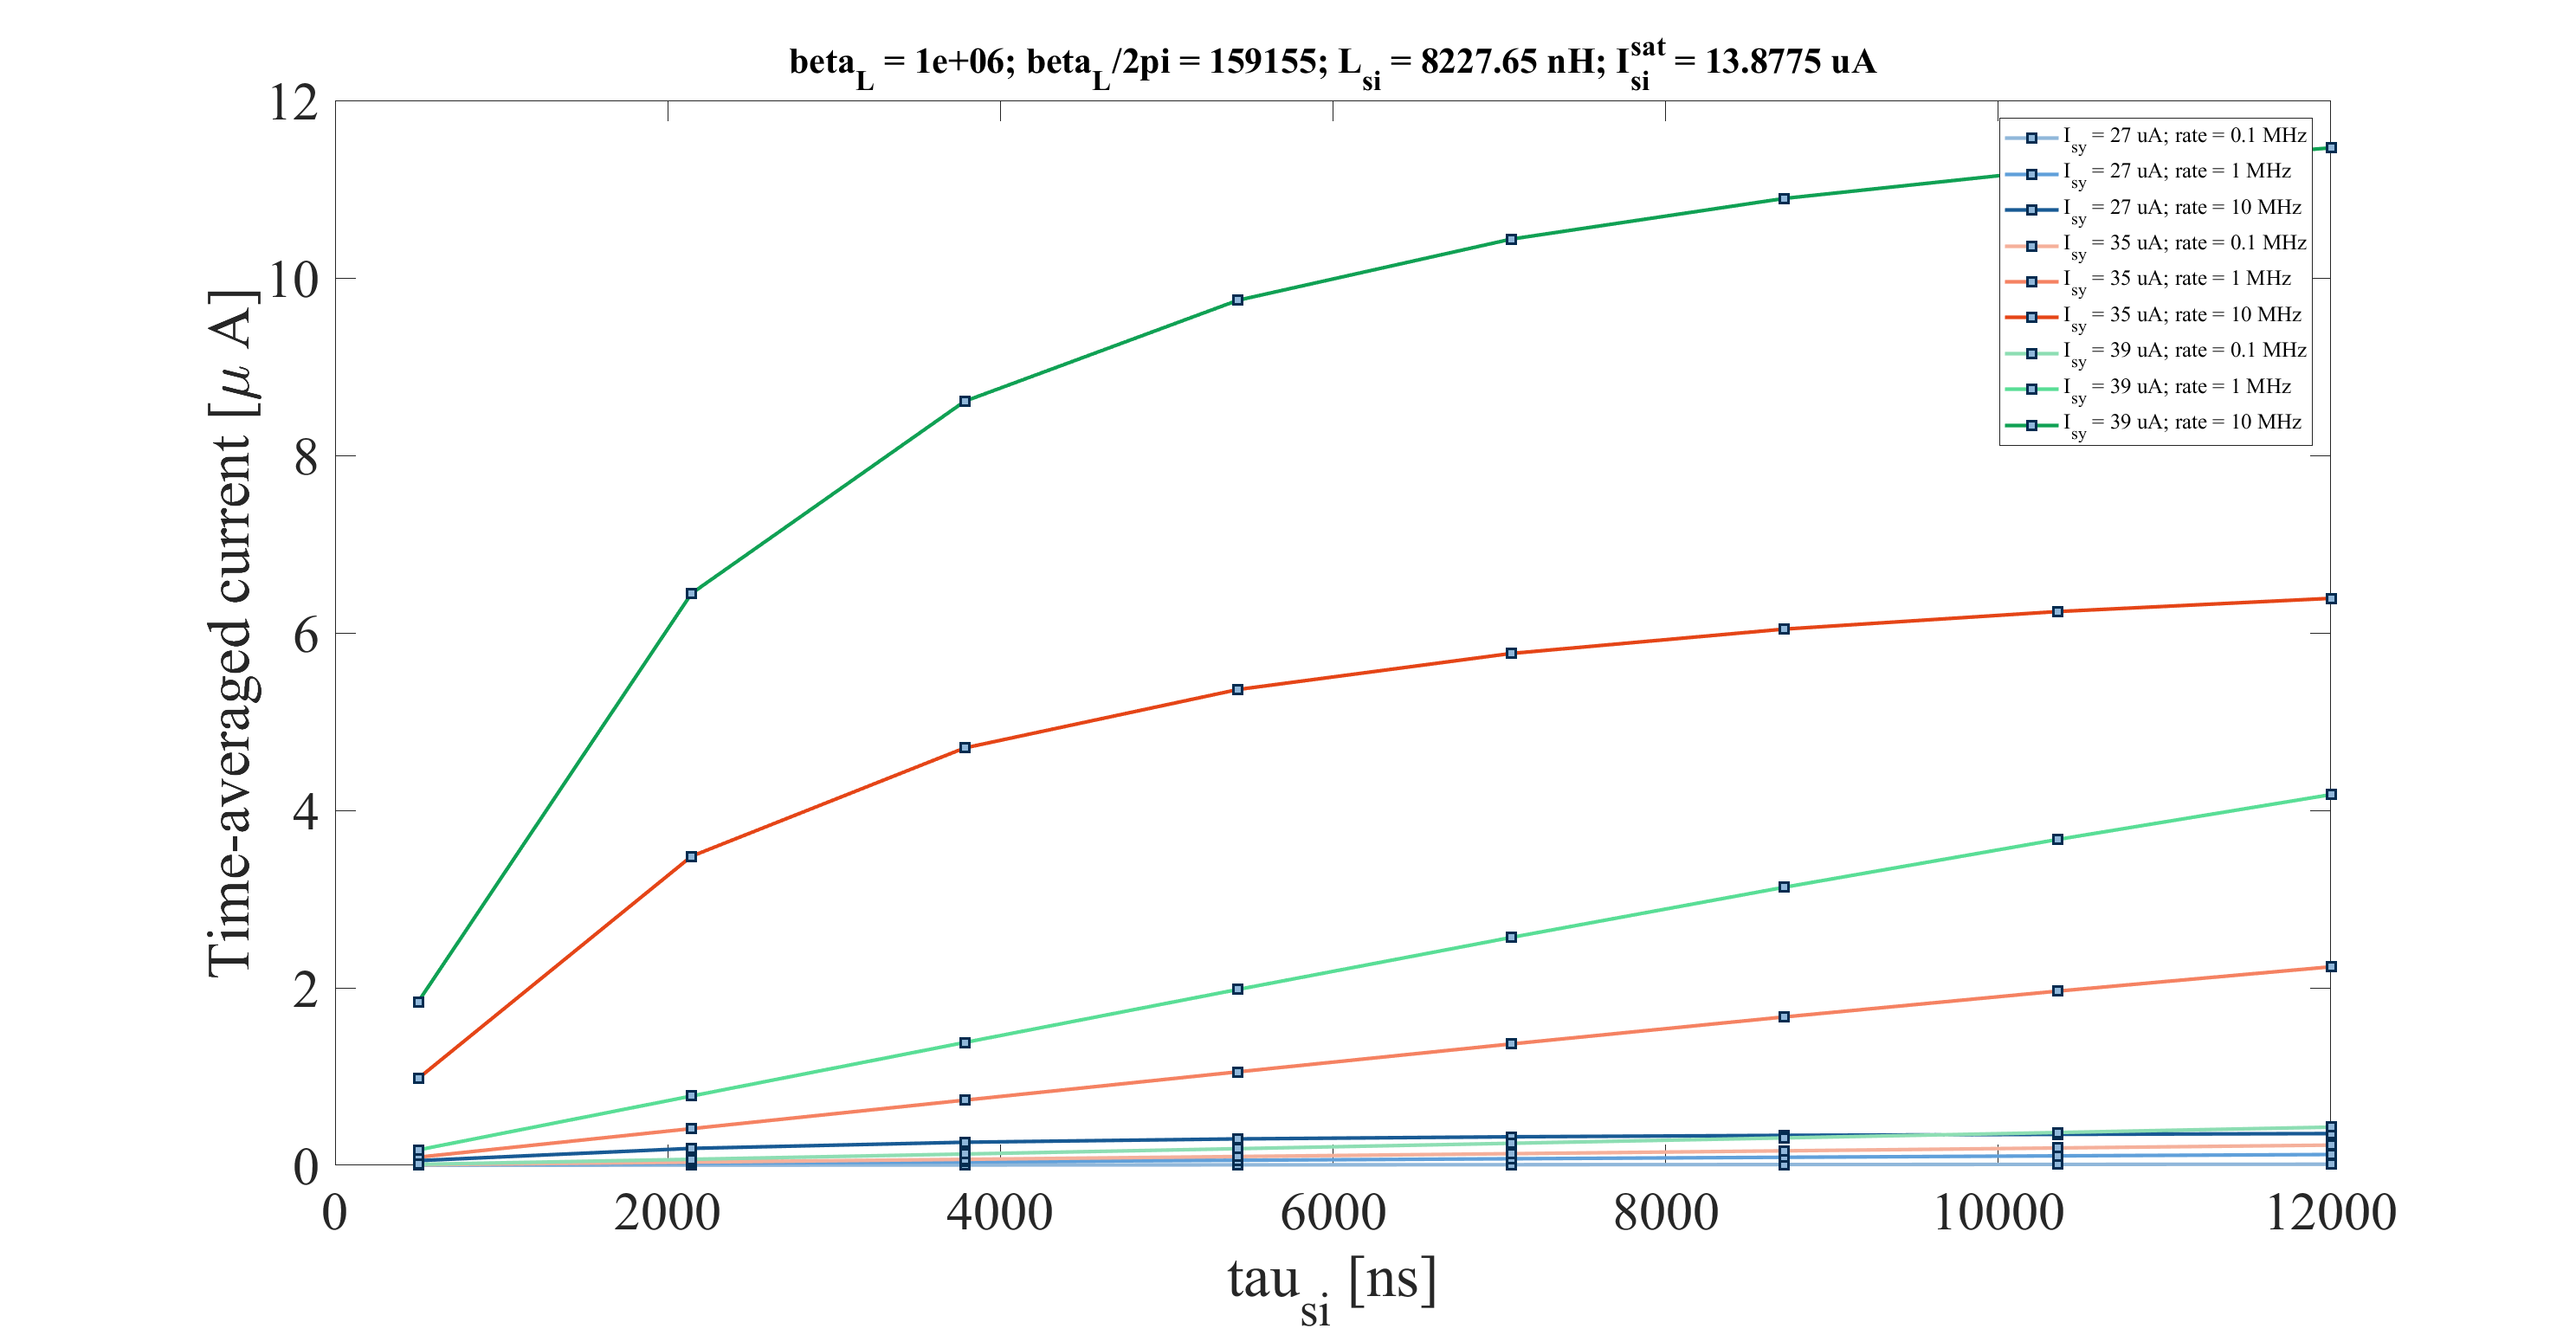 beta_L = 1e+06; beta_L/2pi = 159155; L_si = 8227.65 nH; I_si^sat = 13.8775 uA
12
10
8
6
4
2
0
Time-averaged current [μ A]
I_sy = 27 uA; rate = 0.1 MHz
I_sy = 27 uA; rate = 1 MHz
I_sy = 27 uA; rate = 10 MHz
I_sy = 35 uA; rate = 0.1 MHz
I_sy = 35 uA; rate = 1 MHz
I_sy = 35 uA; rate = 10 MHz
I_sy = 39 uA; rate = 0.1 MHz
I_sy = 39 uA; rate = 1 MHz
I_sy = 39 uA; rate = 10 MHz
0 2000 4000 6000 8000 10000 12000
tau_si [ns]